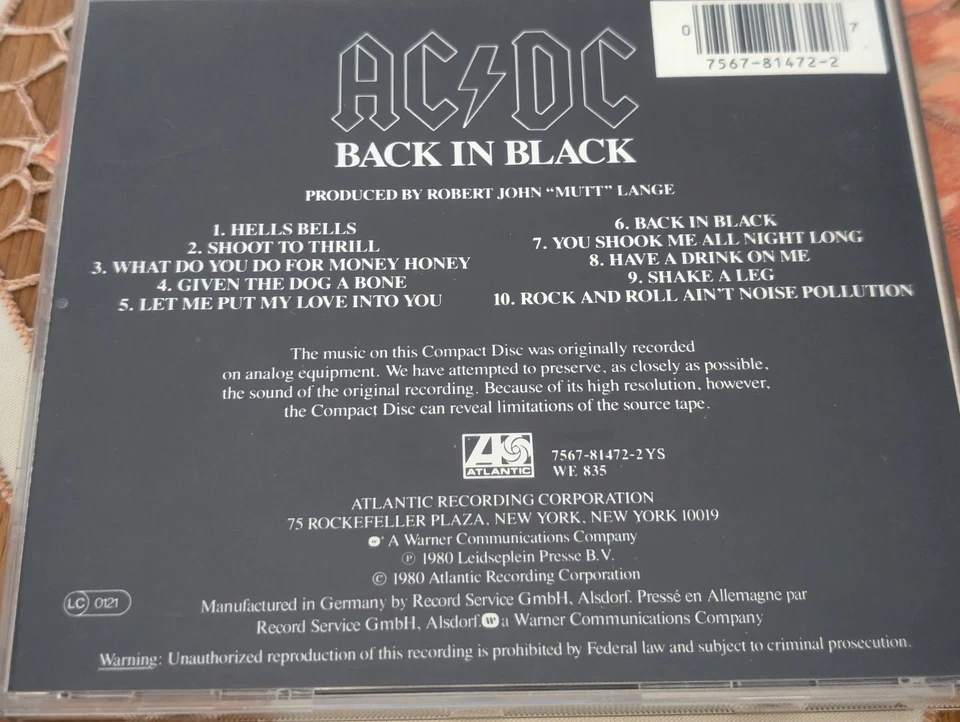 0 7
7567-81472-2
AC DC
BACK IN BLACK
PRODUCED BY ROBERT JOHN “MUTT” LANGE
1. HELLS BELLS
2. SHOOT TO THRILL
3. WHAT DO YOU DO FOR MONEY HONEY
4. GIVEN THE DOG A BONE
5. LET ME PUT MY LOVE INTO YOU
6. BACK IN BLACK
7. YOU SHOOK ME ALL NIGHT LONG
8. HAVE A DRINK ON ME
9. SHAKE A LEG
10. ROCK AND ROLL AIN'T NOISE POLLUTION
The music on this Compact Disc was originally recorded
on analog equipment. We have attempted to preserve, as closely as possible,
the sound of the original recording. Because of its high resolution, however,
the Compact Disc can reveal limitations of the source tape.
A
ATLANTIC
7567-81472-2 YS
WE 835
ATLANTIC RECORDING CORPORATION
75 ROCKEFELLER PLAZA, NEW YORK, NEW YORK 10019
w A Warner Communications Company
℗ 1980 Leidseplein Presse B.V.
© 1980 Atlantic Recording Corporation
LC 0121
Manufactured in Germany by Record Service GmbH, Alsdorf. Pressé en Allemagne par
Record Service GmbH, Alsdorf. w a Warner Communications Company
Warning: Unauthorized reproduction of this recording is prohibited by Federal law and subject to criminal prosecution.